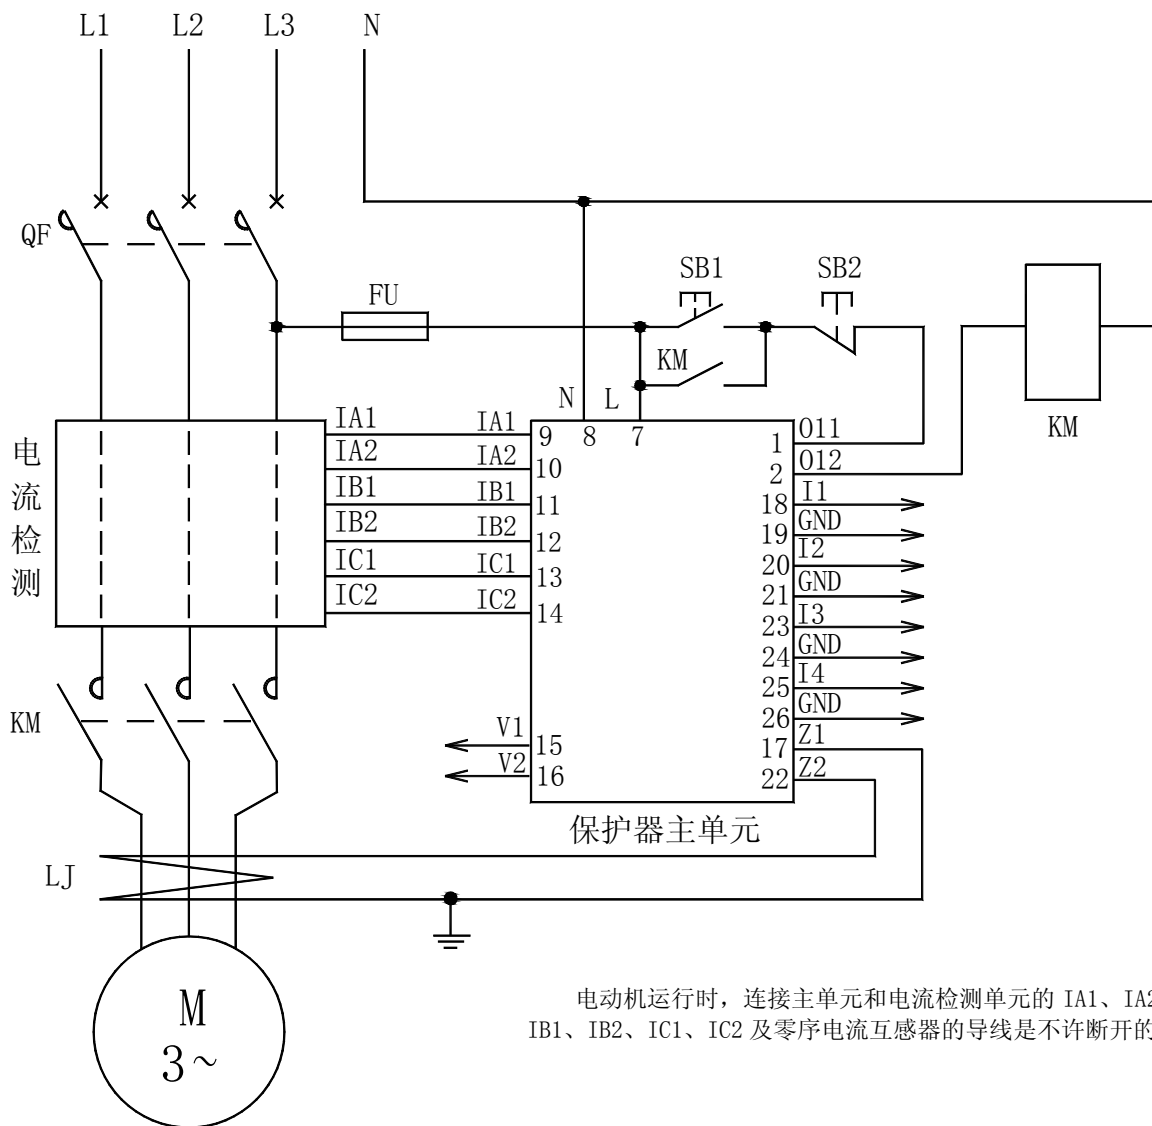 L1 L2 L3 N
QF
FU
SB1 SB2
KM
KM
N L
8 7
电流检测
IA1 IA1 9
IA2 IA2 10
IB1 IB1 11
IB2 IB2 12
IC1 IC1 13
IC2 IC2 14
1 O11
2 O12
18 I1
19 GND
20 I2
21 GND
23 I3
24 GND
25 I4
26 GND
17 Z1
22 Z2
KM
V1 15
V2 16
保护器主单元
LJ
M
3~
电动机运行时，连接主单元和电流检测单元的 IA1、IA2
IB1、IB2、IC1、IC2 及零序电流互感器的导线是不许断开的